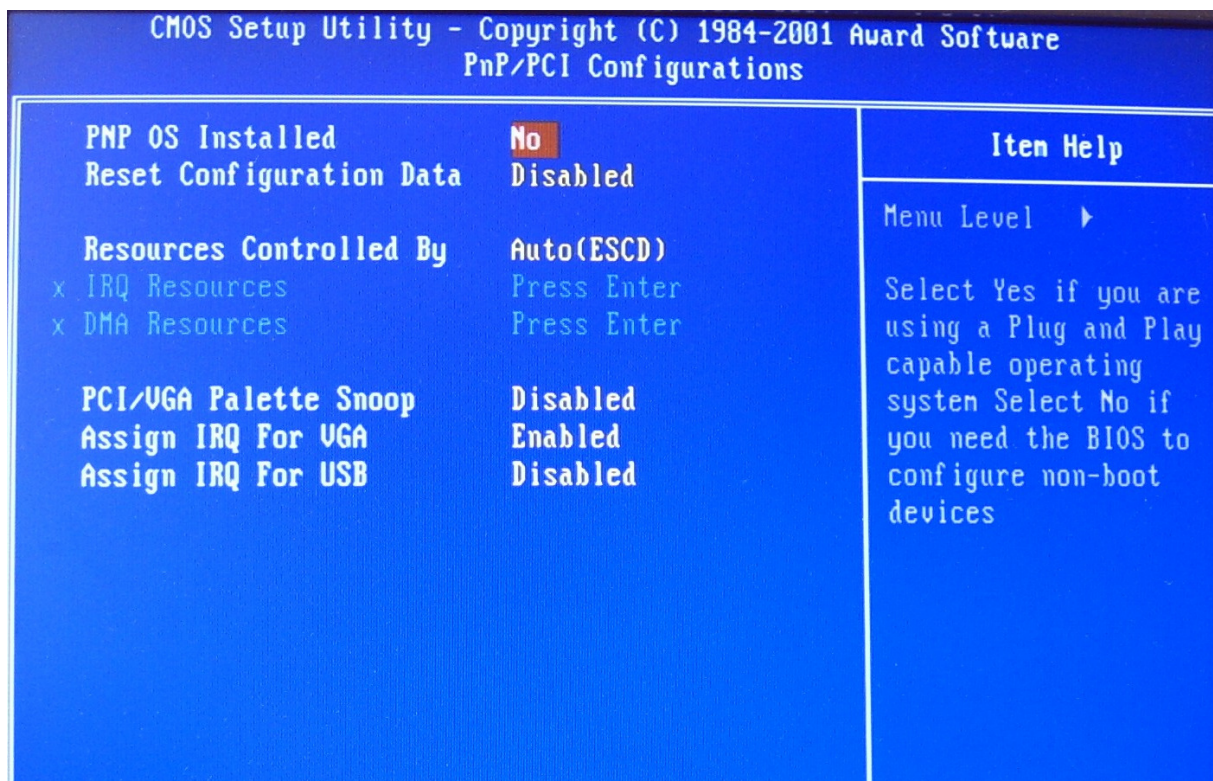 CMOS Setup Utility - Copyright (C) 1984-2001 Award Software
PnP/PCI Configurations
PNP OS Installed No
Reset Configuration Data Disabled
Resources Controlled By Auto(ESCD)
x IRQ Resources Press Enter
x DMA Resources Press Enter
PCI/VGA Palette Snoop Disabled
Assign IRQ For VGA Enabled
Assign IRQ For USB Disabled
Item Help
Menu Level ▶
Select Yes if you are
using a Plug and Play
capable operating
system Select No if
you need the BIOS to
configure non-boot
devices